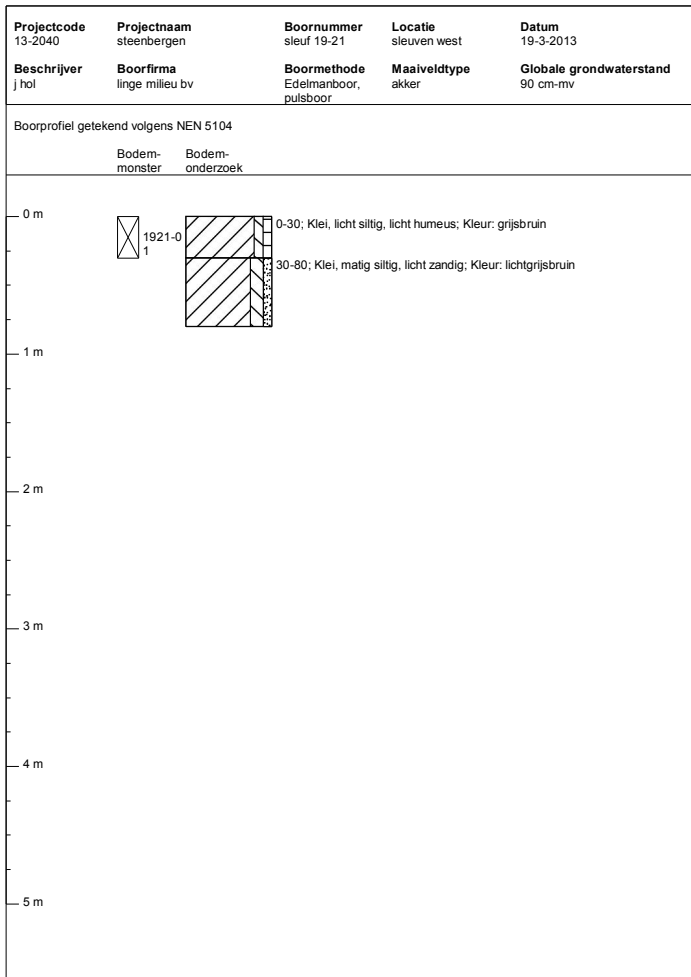 Projectcode Projectnaam Boornummer Locatie Datum
13-2040 steenbergen sleuf 19-21 sleuven west 19-3-2013
Beschrijver Boorfirma Boormethode Maaiveldtype Globale grondwaterstand
j hol linge milieu bv Edelmanboor, akker 90 cm-mv
pulsboor
Boorprofiel getekend volgens NEN 5104
Bodem- Bodem-
monster onderzoek
0 m
0-30; Klei, licht siltig, licht humeus; Kleur: grijsbruin
1921-0
1
30-80; Klei, matig siltig, licht zandig; Kleur: lichtgrijsbruin
1 m
2 m
3 m
4 m
5 m